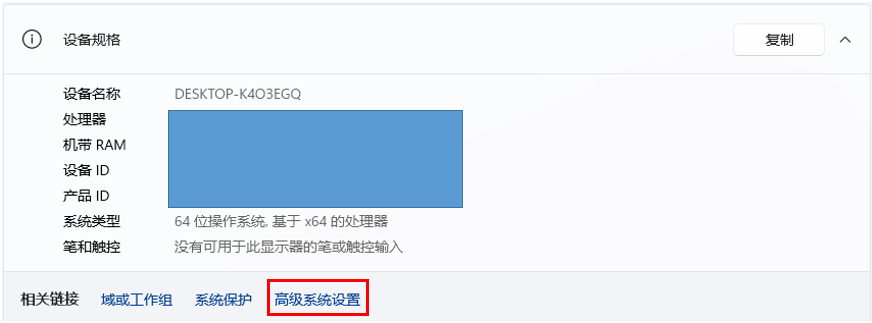 设备规格 复制
设备名称 DESKTOP-K4O3EGQ
处理器
机带 RAM
设备 ID
产品 ID
系统类型 64 位操作系统, 基于 x64 的处理器
笔和触控 没有可用于此显示器的笔或触控输入
相关链接 域或工作组 系统保护 高级系统设置